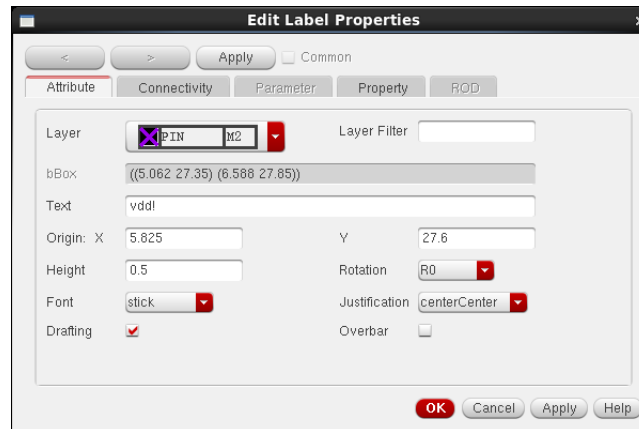 Edit Label Properties
< > Apply Common
Attribute Connectivity Parameter Property ROD
Layer PIN M2 Layer Filter
bBox ((5.062 27.35) (6.588 27.85))
Text vdd!
Origin: X 5.825 Y 27.6
Height 0.5 Rotation R0
Font stick Justification centerCenter
Drafting Overbar
OK Cancel Apply Help